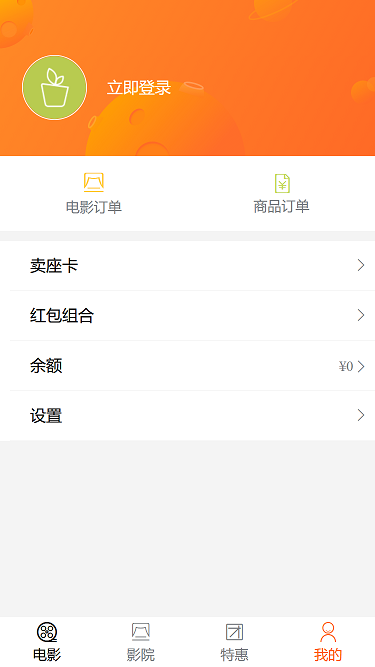 立即登录
电影订单
商品订单
卖座卡
红包组合
余额 ¥0
设置
电影 影院 特惠 我的